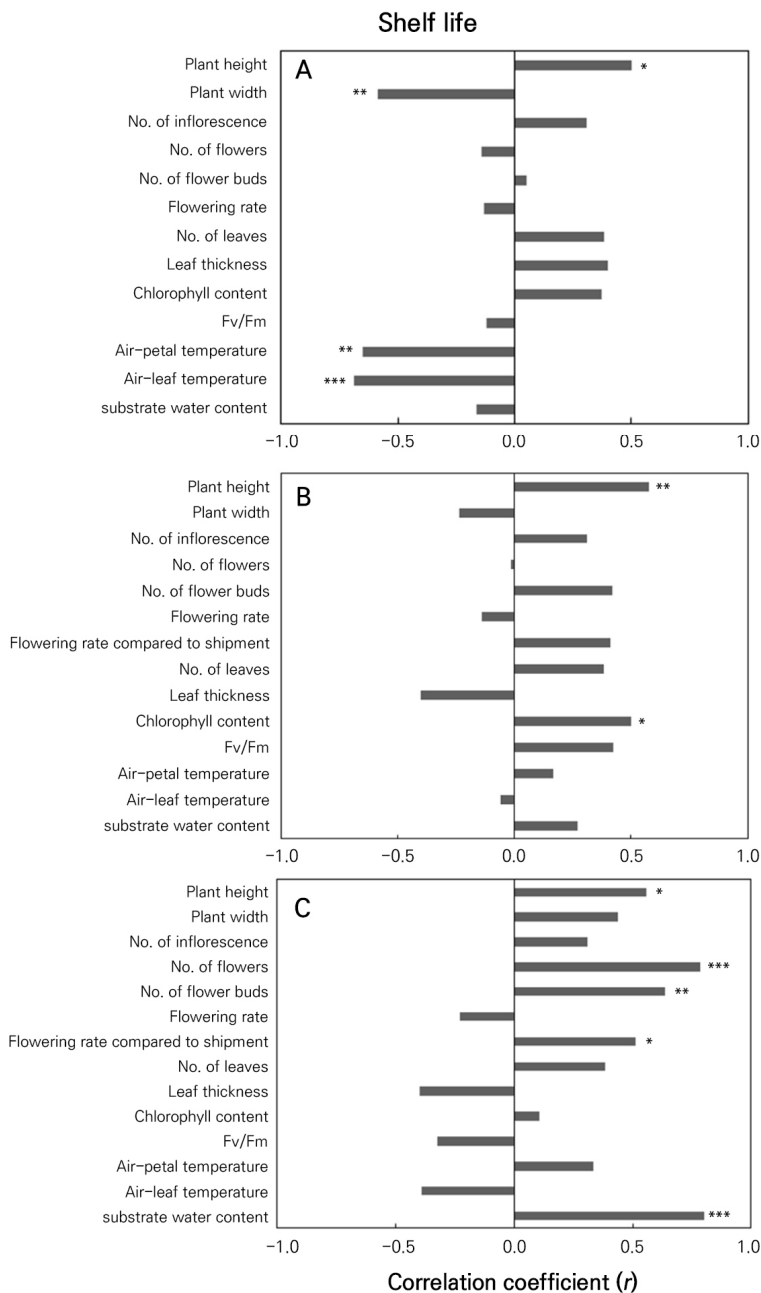 Shelf life
A
Plant height *
Plant width **
No. of inflorescence
No. of flowers
No. of flower buds
Flowering rate
No. of leaves
Leaf thickness
Chlorophyll content
Fv/Fm
Air-petal temperature **
Air-leaf temperature ***
substrate water content
−1.0 −0.5 0.0 0.5 1.0
B
Plant height **
Plant width
No. of inflorescence
No. of flowers
No. of flower buds
Flowering rate
Flowering rate compared to shipment
No. of leaves
Leaf thickness
Chlorophyll content *
Fv/Fm
Air-petal temperature
Air-leaf temperature
substrate water content
−1.0 −0.5 0.0 0.5 1.0
C
Plant height *
Plant width
No. of inflorescence
No. of flowers ***
No. of flower buds **
Flowering rate
Flowering rate compared to shipment *
No. of leaves
Leaf thickness
Chlorophyll content
Fv/Fm
Air-petal temperature
Air-leaf temperature
substrate water content ***
−1.0 −0.5 0.0 0.5 1.0
Correlation coefficient (r)